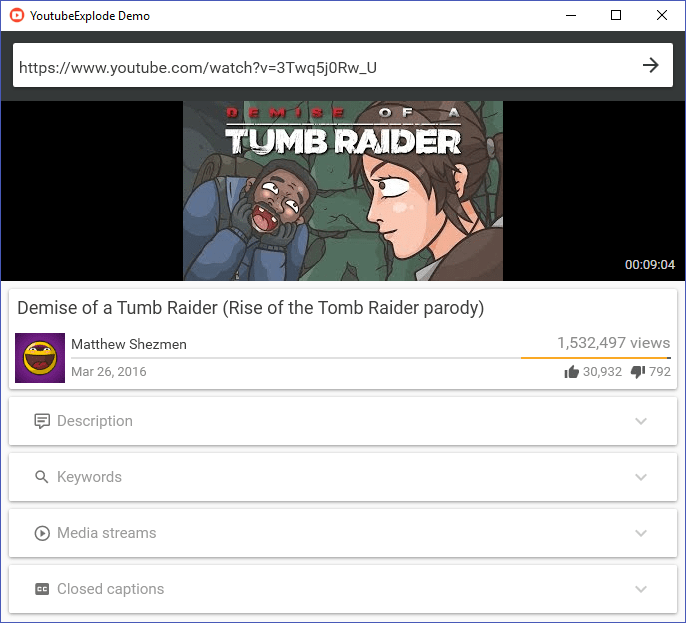 YoutubeExplode Demo
https://www.youtube.com/watch?v=3Twq5j0Rw_U
DEMISE OF A
TUMB RAIDER
00:09:04
Demise of a Tumb Raider (Rise of the Tomb Raider parody)
Matthew Shezmen
1,532,497 views
Mar 26, 2016
30,932
792
Description
Keywords
Media streams
CC Closed captions